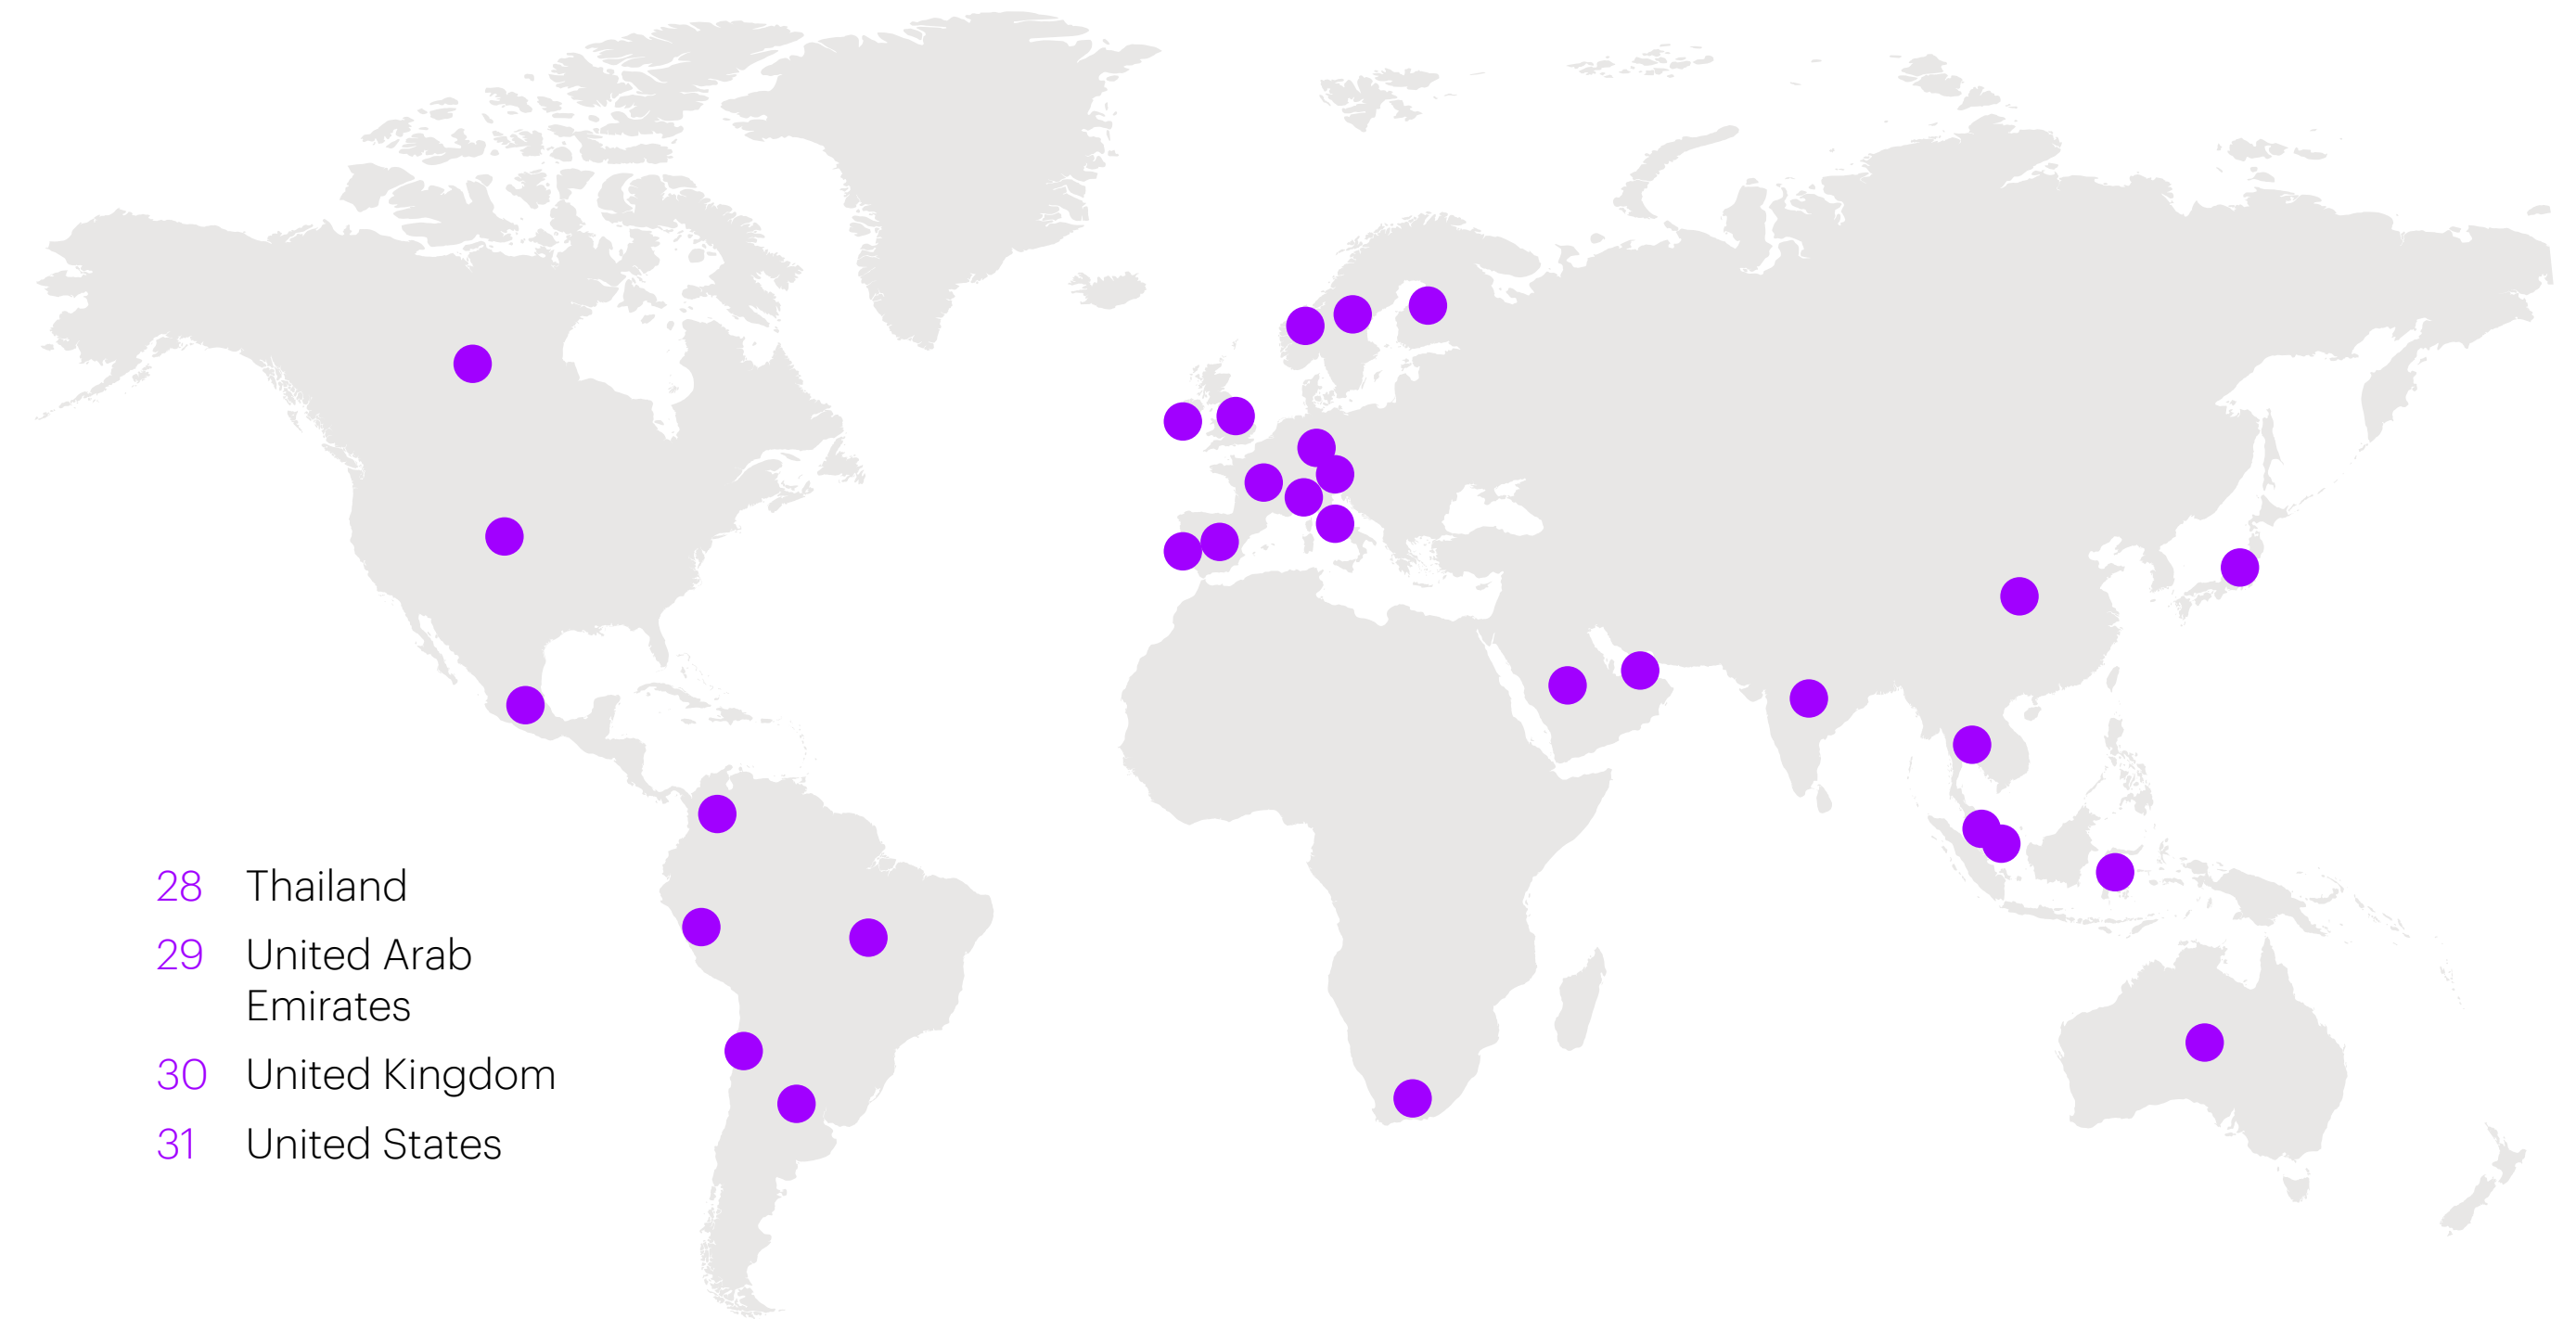 28 Thailand
29 United Arab
Emirates
30 United Kingdom
31 United States